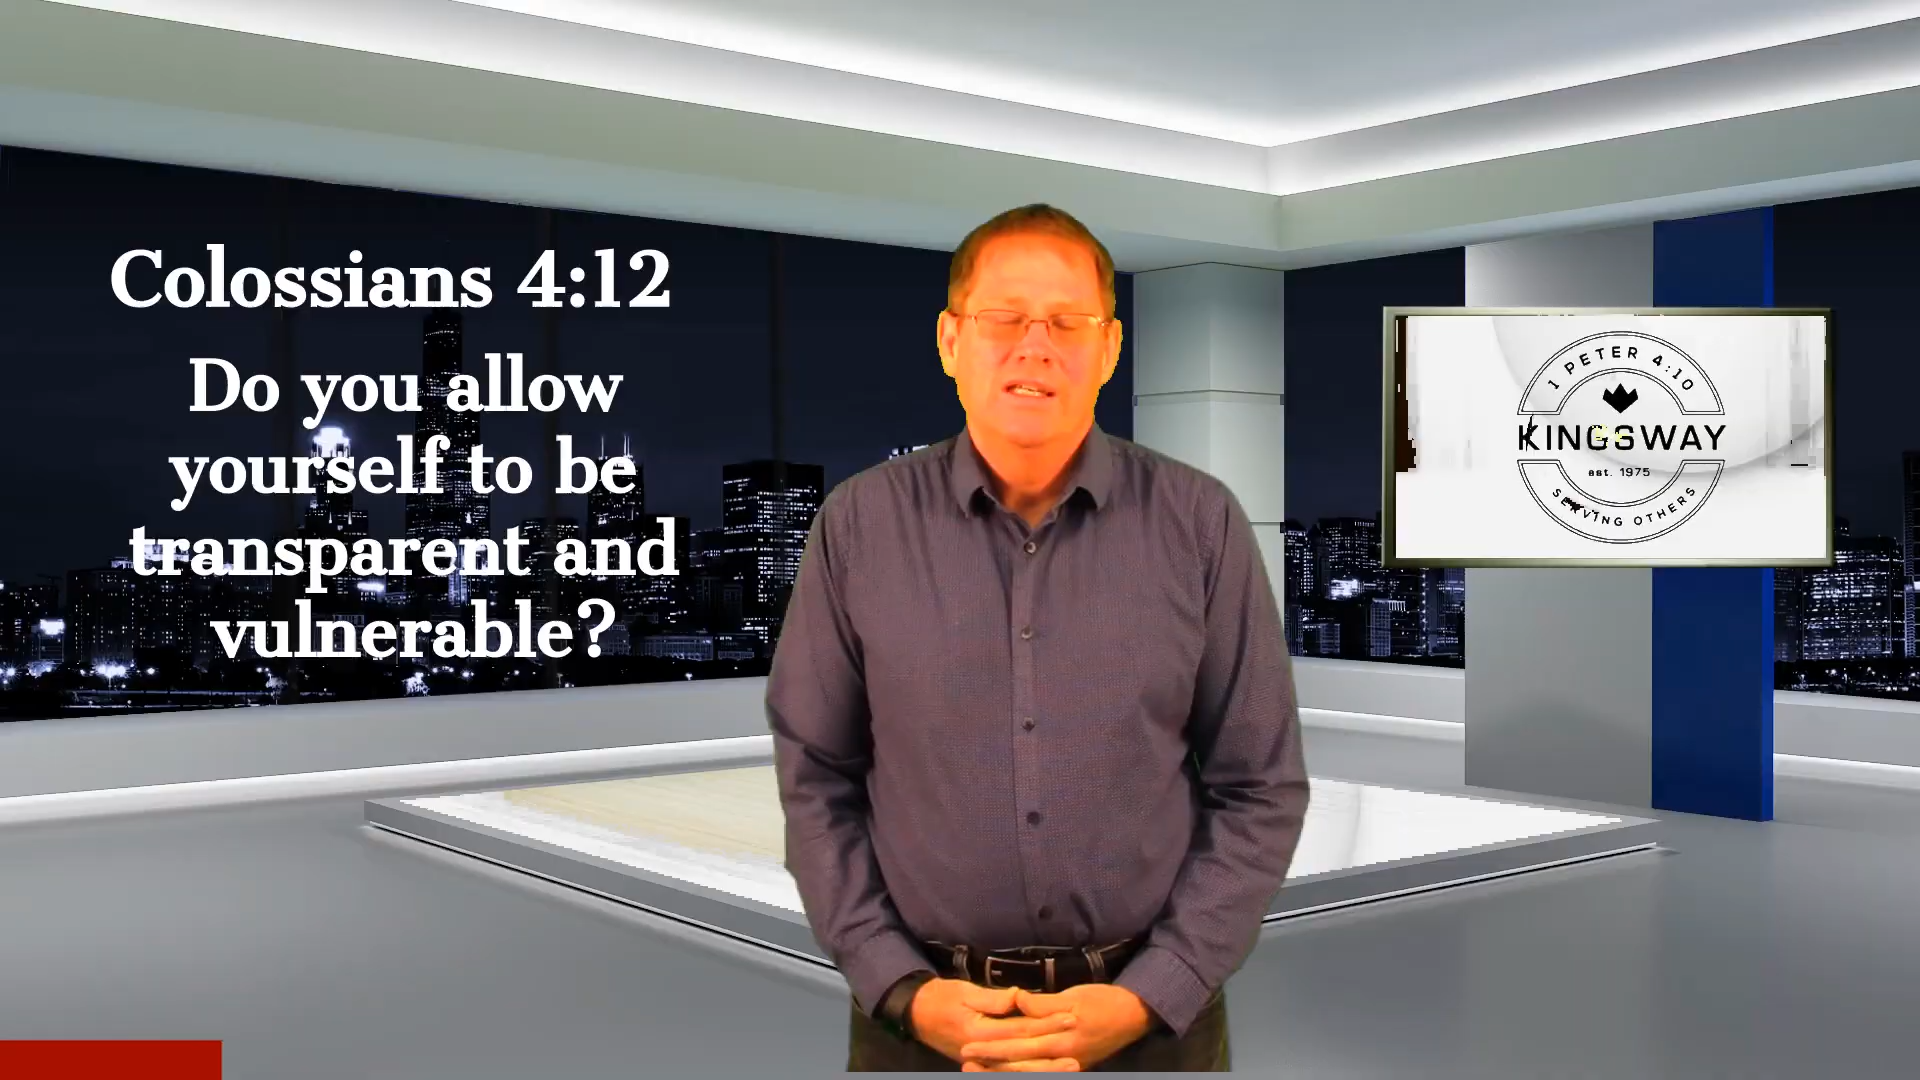 Colossians 4:12
Do you allow
yourself to be
transparent and
vulnerable?
1 PETER 4:10
KINGSWAY
est. 1975
SERVING OTHERS